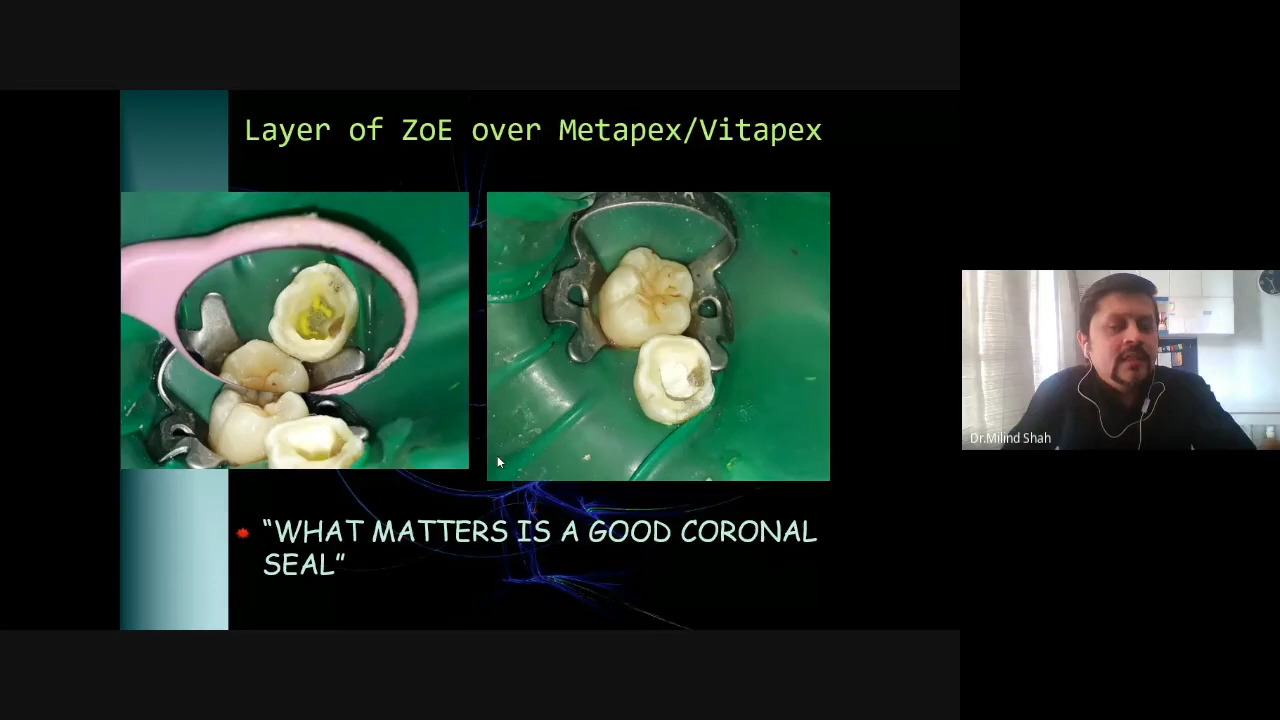 Layer of ZoE over Metapex/Vitapex
Dr.Milind Shah
“WHAT MATTERS IS A GOOD CORONAL
SEAL”